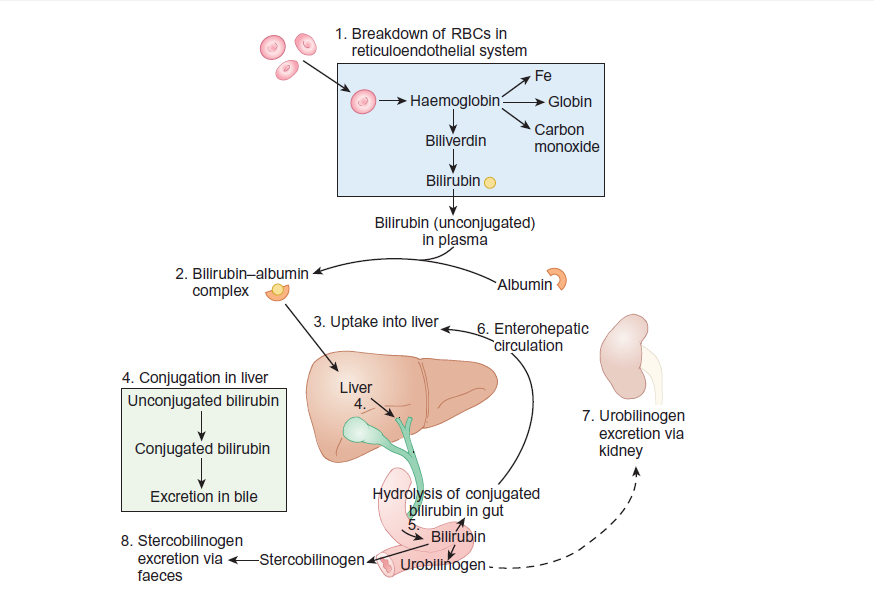 1. Breakdown of RBCs in
reticuloendothelial system
Fe
Haemoglobin
Globin
Carbon
monoxide
Biliverdin
Bilirubin
Bilirubin (unconjugated)
in plasma
2. Bilirubin–albumin
complex
Albumin
3. Uptake into liver
6. Enterohepatic
circulation
4. Conjugation in liver
Unconjugated bilirubin
Conjugated bilirubin
Excretion in bile
Liver
4.
7. Urobilinogen
excretion via
kidney
Hydrolysis of conjugated
bilirubin in gut
5.
Bilirubin
Urobilinogen
Stercobilinogen
8. Stercobilinogen
excretion via
faeces